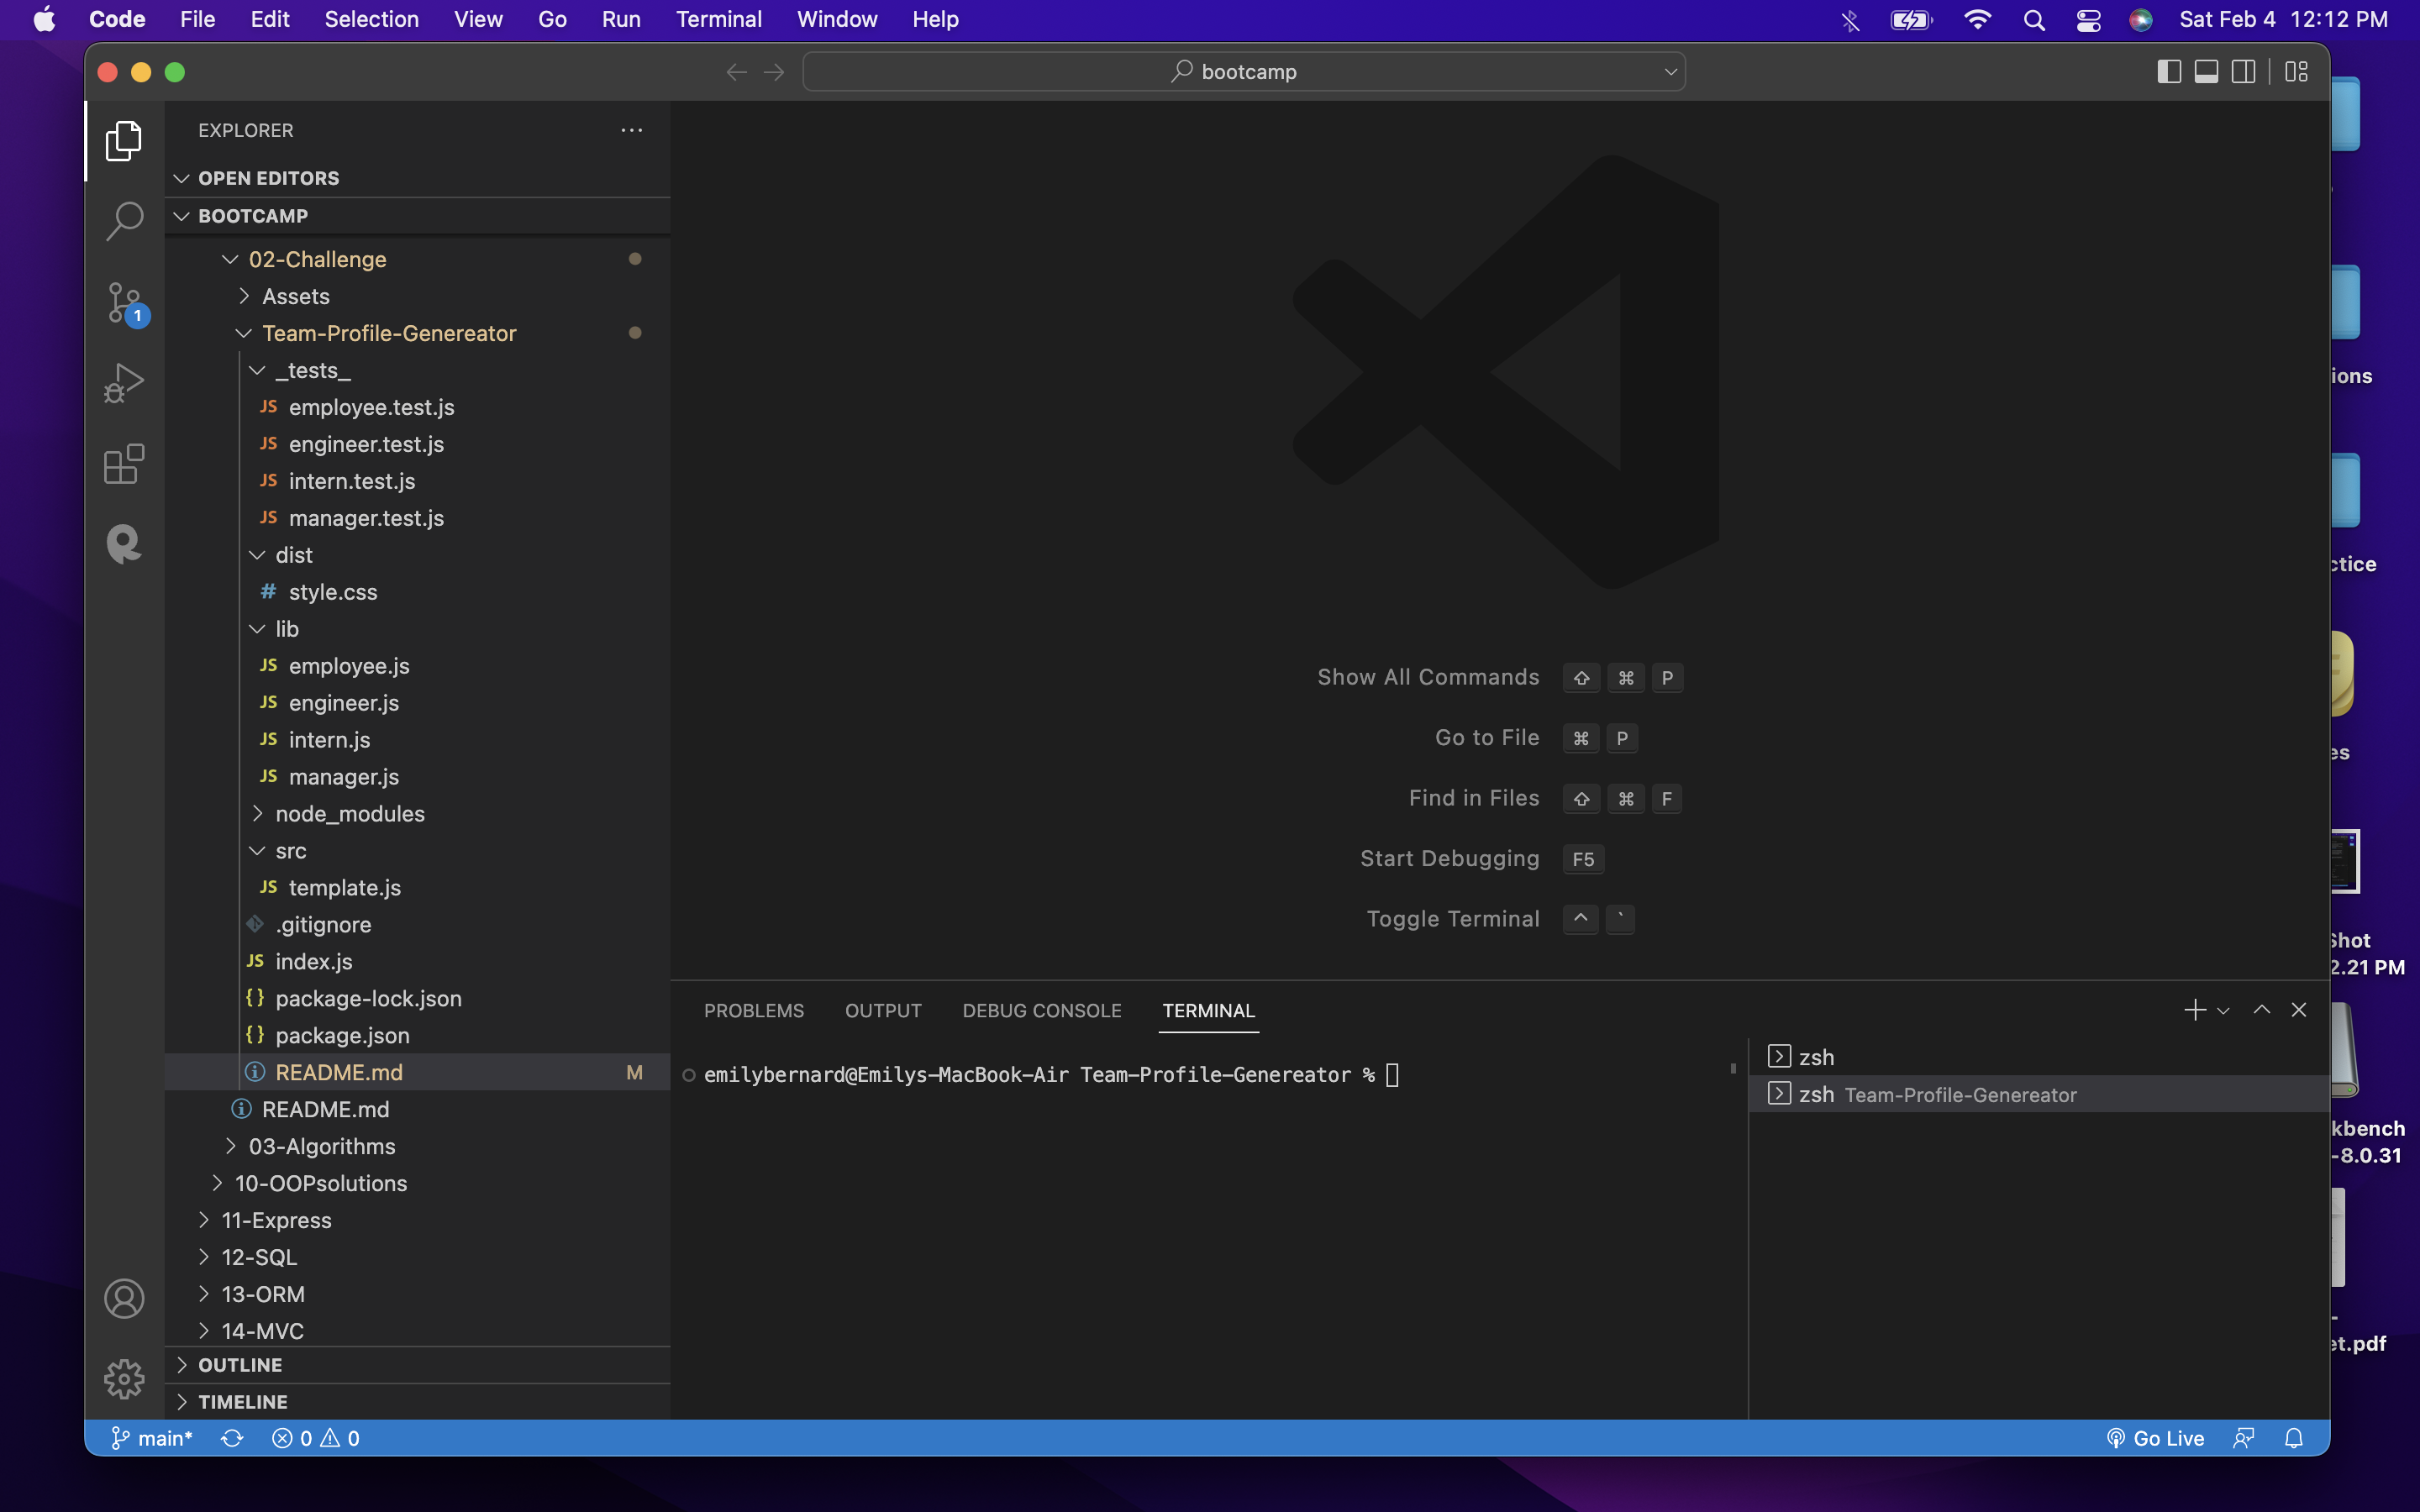 Code File Edit Selection View Go Run Terminal Window Help Sat Feb 4 12:12 PM
bootcamp
EXPLORER
OPEN EDITORS
BOOTCAMP
02-Challenge
Assets
Team-Profile-Genereator
_tests_
JS employee.test.js
JS engineer.test.js
JS intern.test.js
JS manager.test.js
dist
# style.css
lib
JS employee.js
JS engineer.js
JS intern.js
JS manager.js
node_modules
src
JS template.js
.gitignore
JS index.js
{} package-lock.json
{} package.json
README.md M
README.md
03-Algorithms
10-OOPsolutions
11-Express
12-SQL
13-ORM
14-MVC
OUTLINE
TIMELINE
1
Show All Commands ⇧ ⌘ P
Go to File ⌘ P
Find in Files ⇧ ⌘ F
Start Debugging F5
Toggle Terminal ^ `
PROBLEMS OUTPUT DEBUG CONSOLE TERMINAL
emilybernard@Emilys-MacBook-Air Team-Profile-Genereator %
zsh
zsh Team-Profile-Genereator
main* 0 0 Go Live
ions
ctice
es
Shot
2.21 PM
kbench
-8.0.31
-
et.pdf